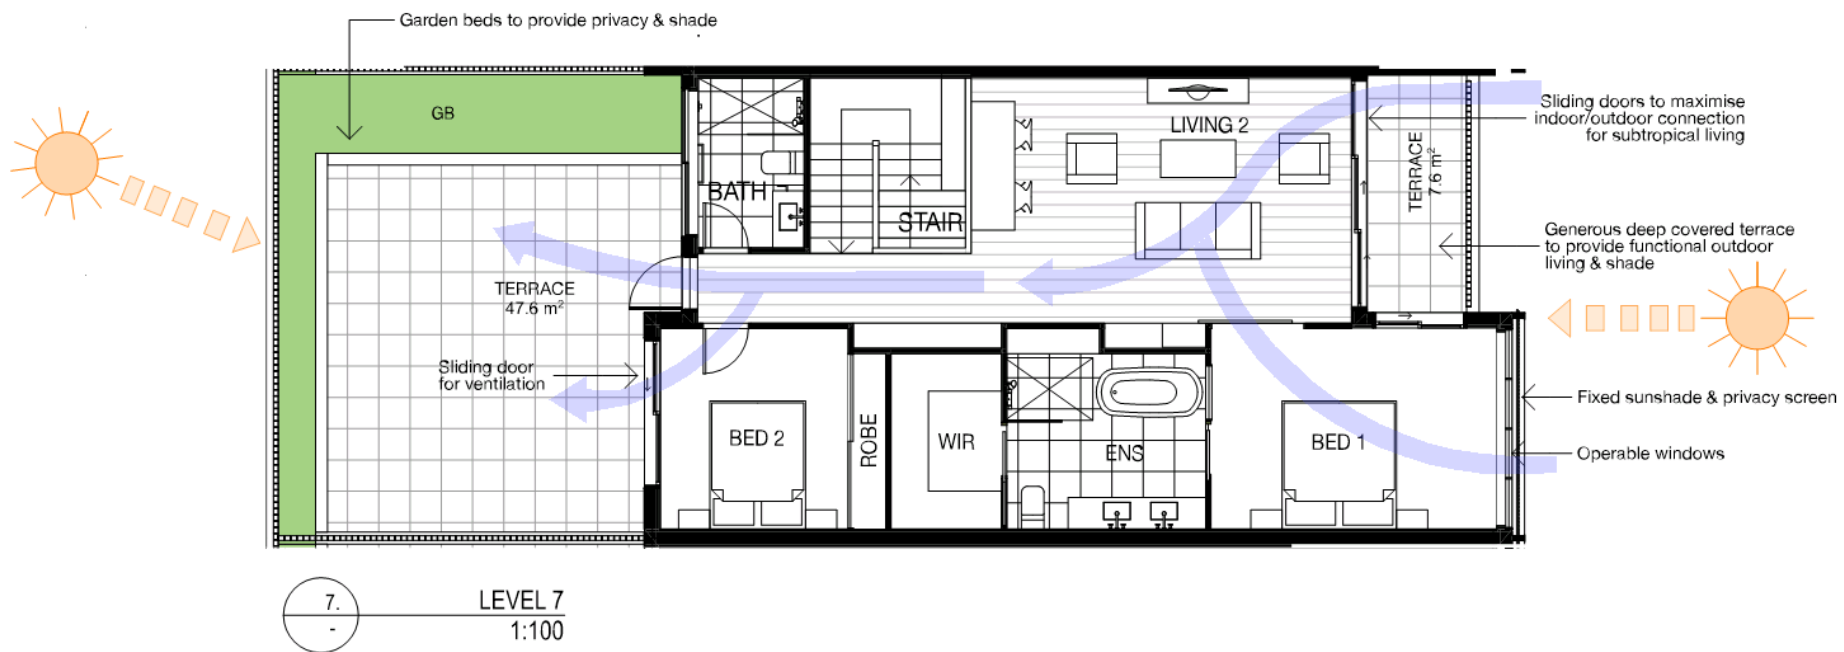 Garden beds to provide privacy & shade
GB
BATH
STAIR
LIVING 2
TERRACE
7.6 m²
Sliding doors to maximise
indoor/outdoor connection
for subtropical living
Generous deep covered terrace
to provide functional outdoor
living & shade
TERRACE
47.6 m²
Sliding door
for ventilation
BED 2
ROBE
WIR
ENS
BED 1
Fixed sunshade & privacy screen
Operable windows
7.
-
LEVEL 7
1:100